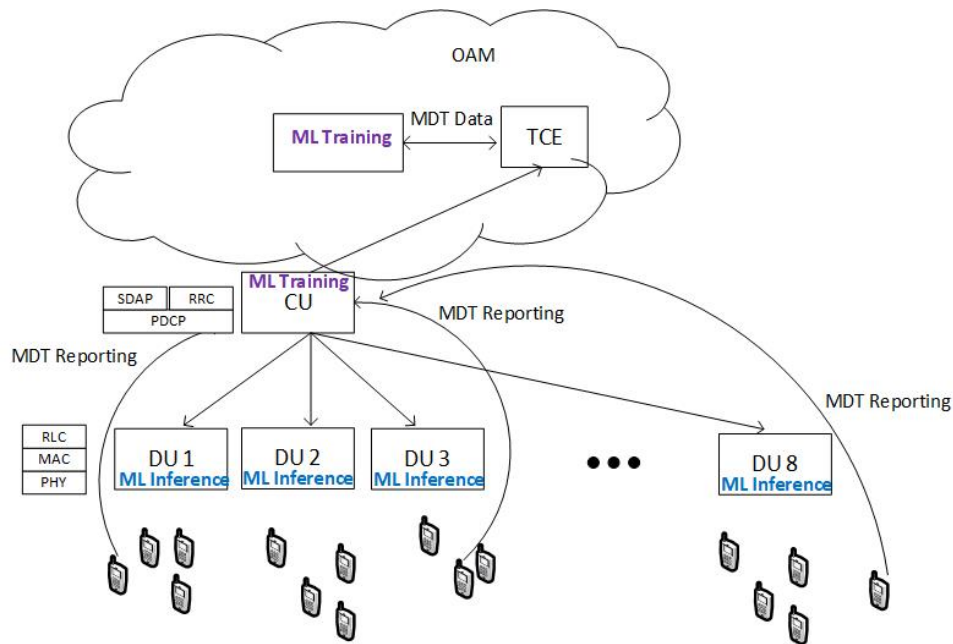 OAM
MDT Data
ML Training
TCE
ML Training
CU
SDAP
RRC
PDCP
MDT Reporting
MDT Reporting
MDT Reporting
RLC
MAC
PHY
DU 1
ML Inference
DU 2
ML Inference
DU 3
ML Inference
DU 8
ML Inference